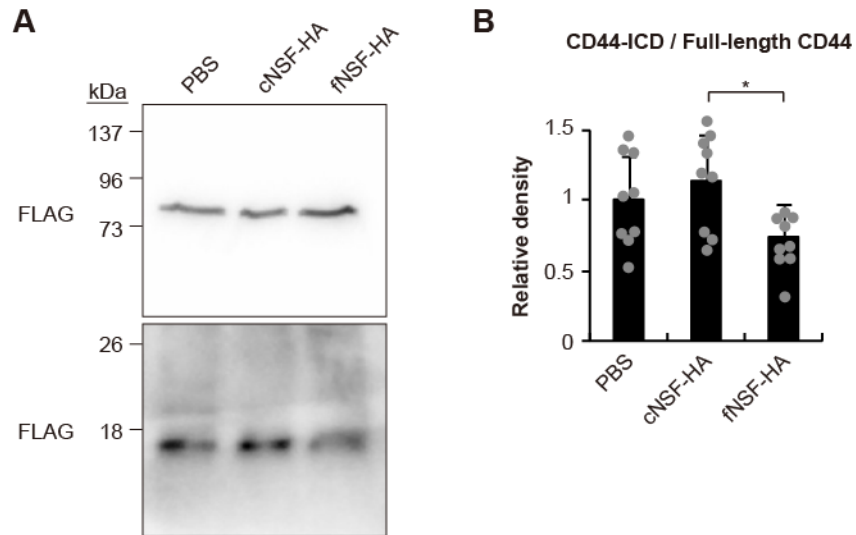 A
PBS
cNSF-HA
fNSF-HA
kDa
137
96
FLAG
73
26
FLAG
18
B
CD44-ICD / Full-length CD44
*
1.5
1
0.5
0
Relative density
PBS
cNSF-HA
fNSF-HA